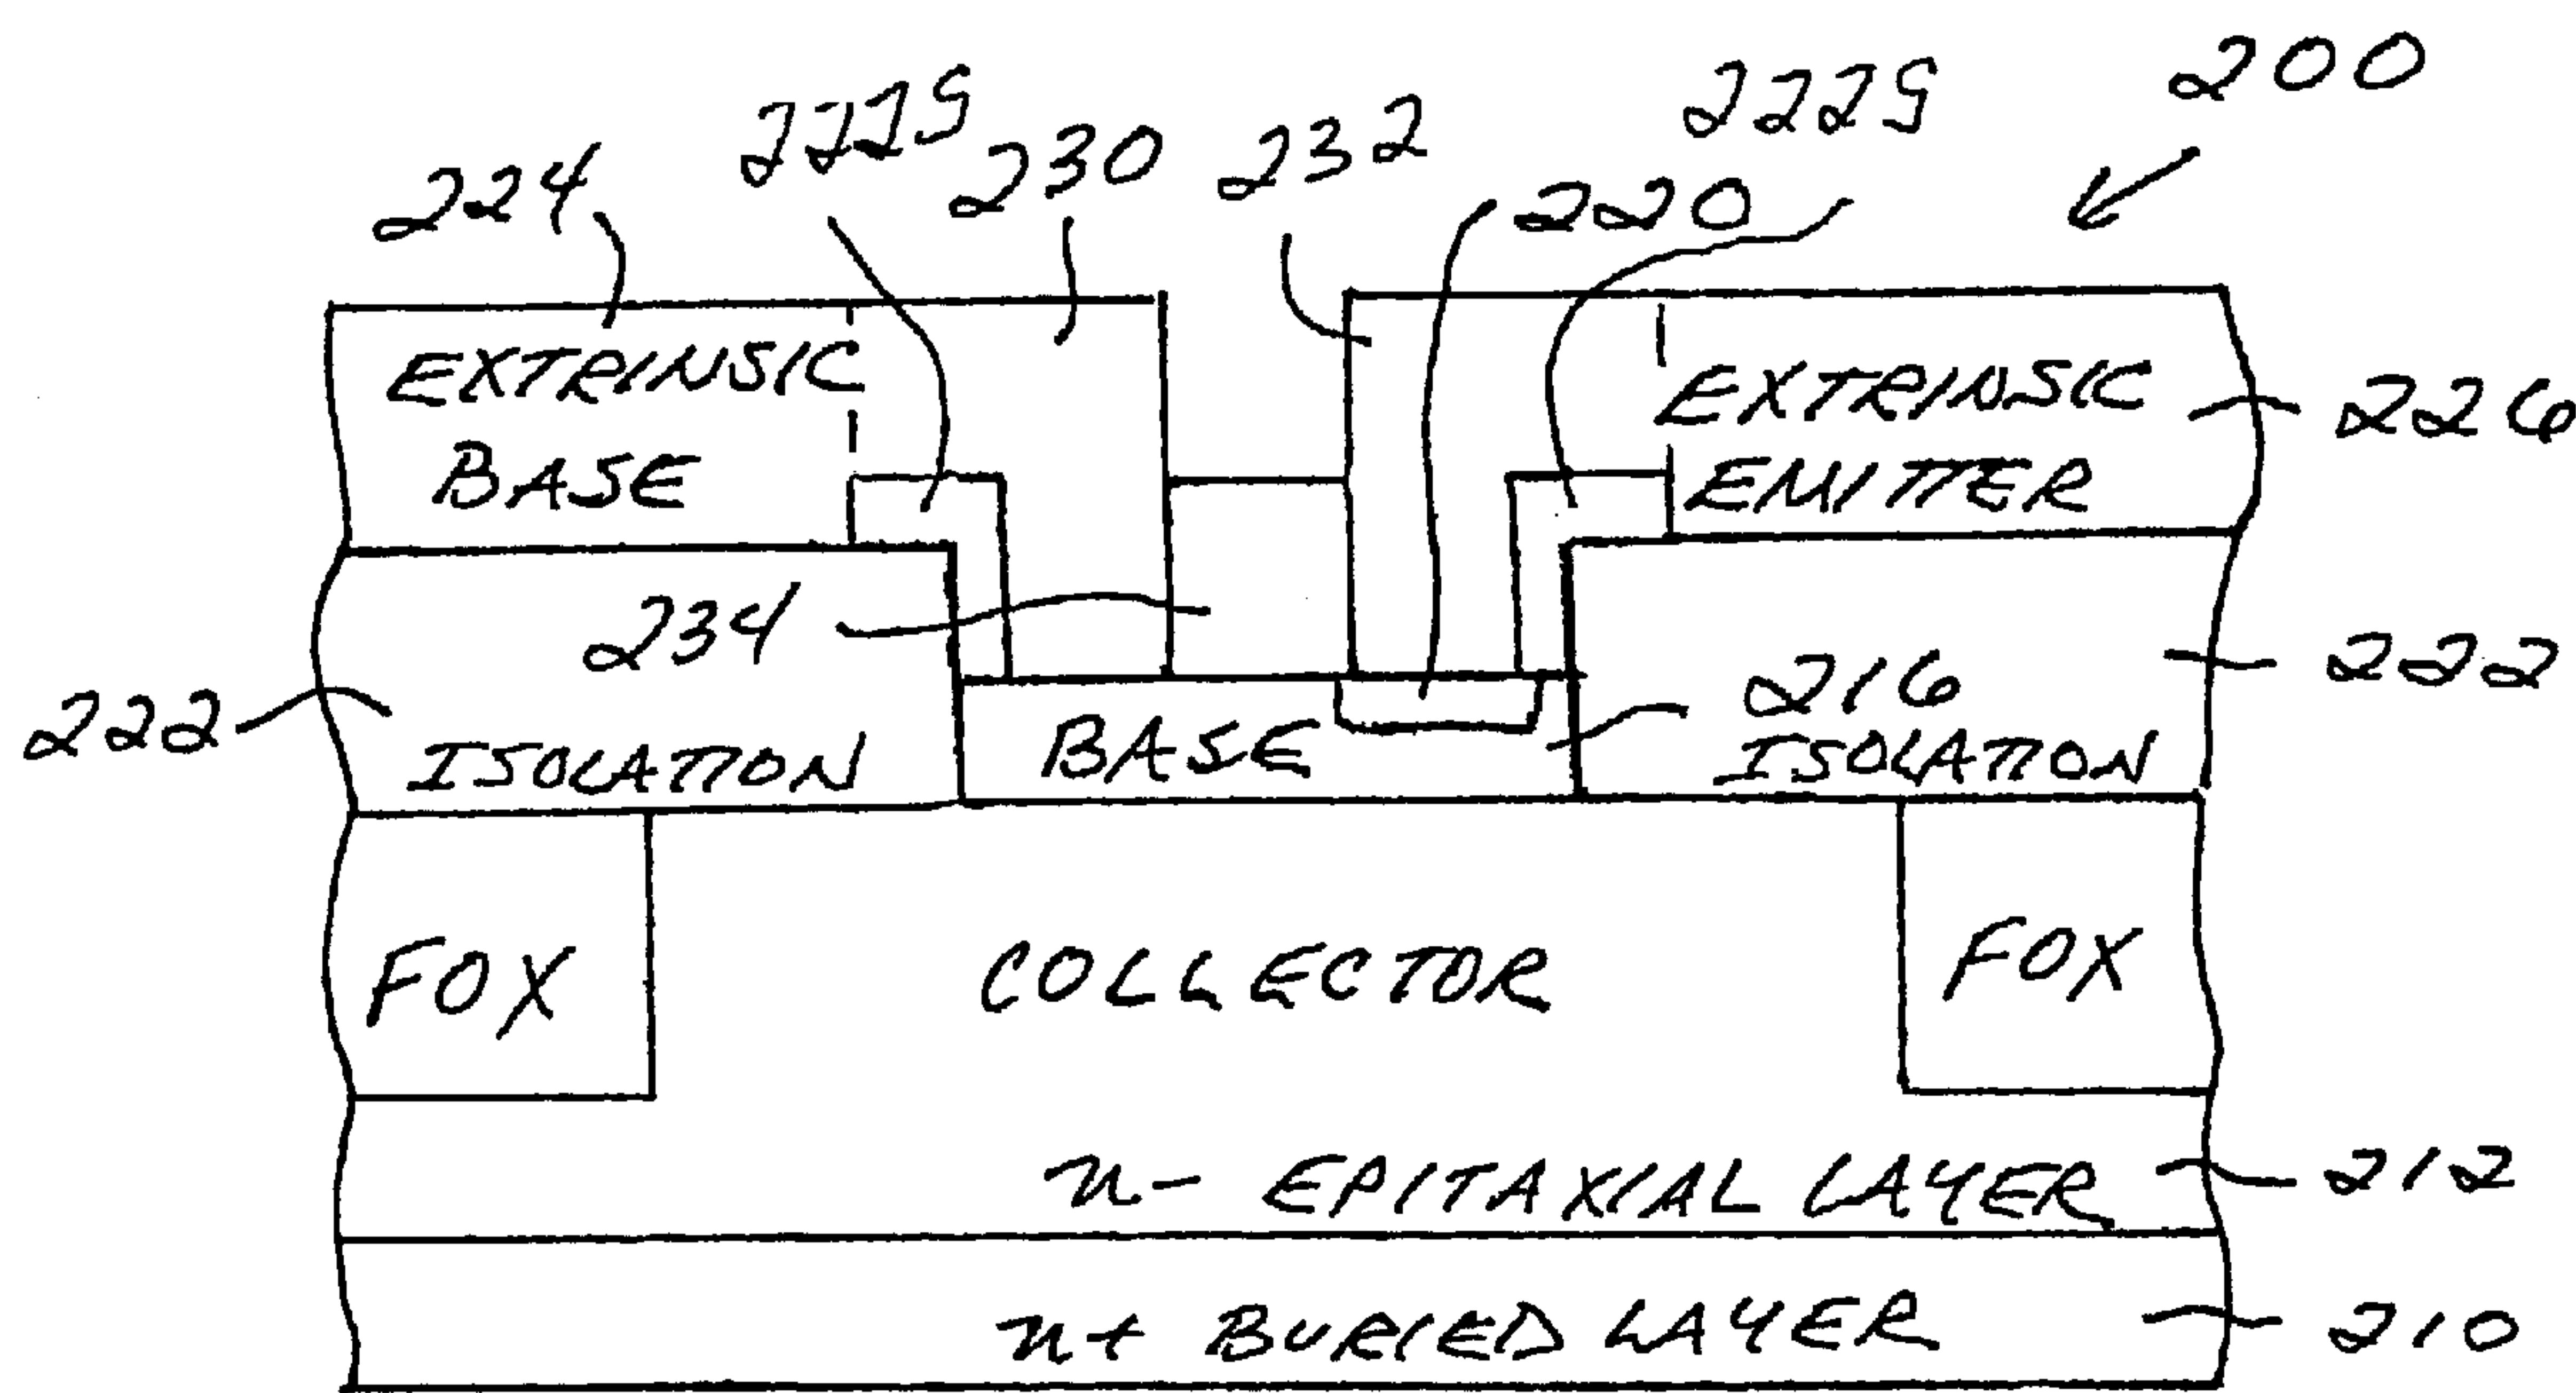 200
222S
222S
224
230
232
220
EXTRINSIC
BASE
EXTRINSIC
EMITTER
226
234
216
222
222
ISOLATION
BASE
ISOLATION
FOX
COLLECTOR
FOX
n- EPITAXIAL LAYER
212
n+ BURIED LAYER
210